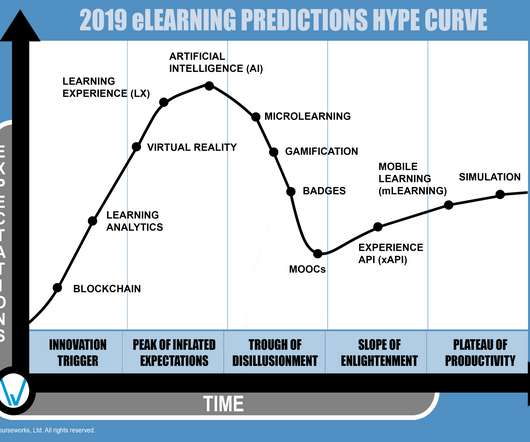 2019 eLEARNING PREDICTIONS HYPE CURVE
ARTIFICIAL
INTELLIGENCE (AI)
LEARNING
EXPERIENCE (LX)
MICROLEARNING
VIRTUAL REALITY
GAMIFICATION
MOBILE
LEARNING
(mLEARNING)
SIMULATION
BADGES
LEARNING
ANALYTICS
EXPERIENCE
API (xAPI)
MOOCs
BLOCKCHAIN
EXPECTATIONS
INNOVATION
TRIGGER
PEAK OF INFLATED
EXPECTATIONS
TROUGH OF
DISILLUSIONMENT
SLOPE OF
ENLIGHTENMENT
PLATEAU OF
PRODUCTIVITY
TIME
W
ourseworks, Ltd. All rights reserved.